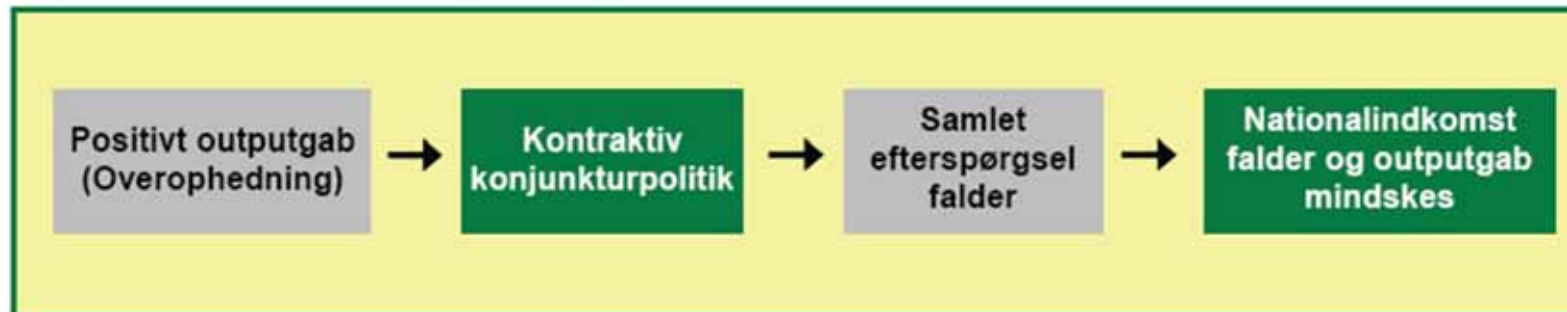 Positivt outputgab
(Overophedning)
Kontraktiv
konjunkturpolitik
Samlet
efterspørgsel
falder
Nationalindkomst
falder og outputgab
mindskes